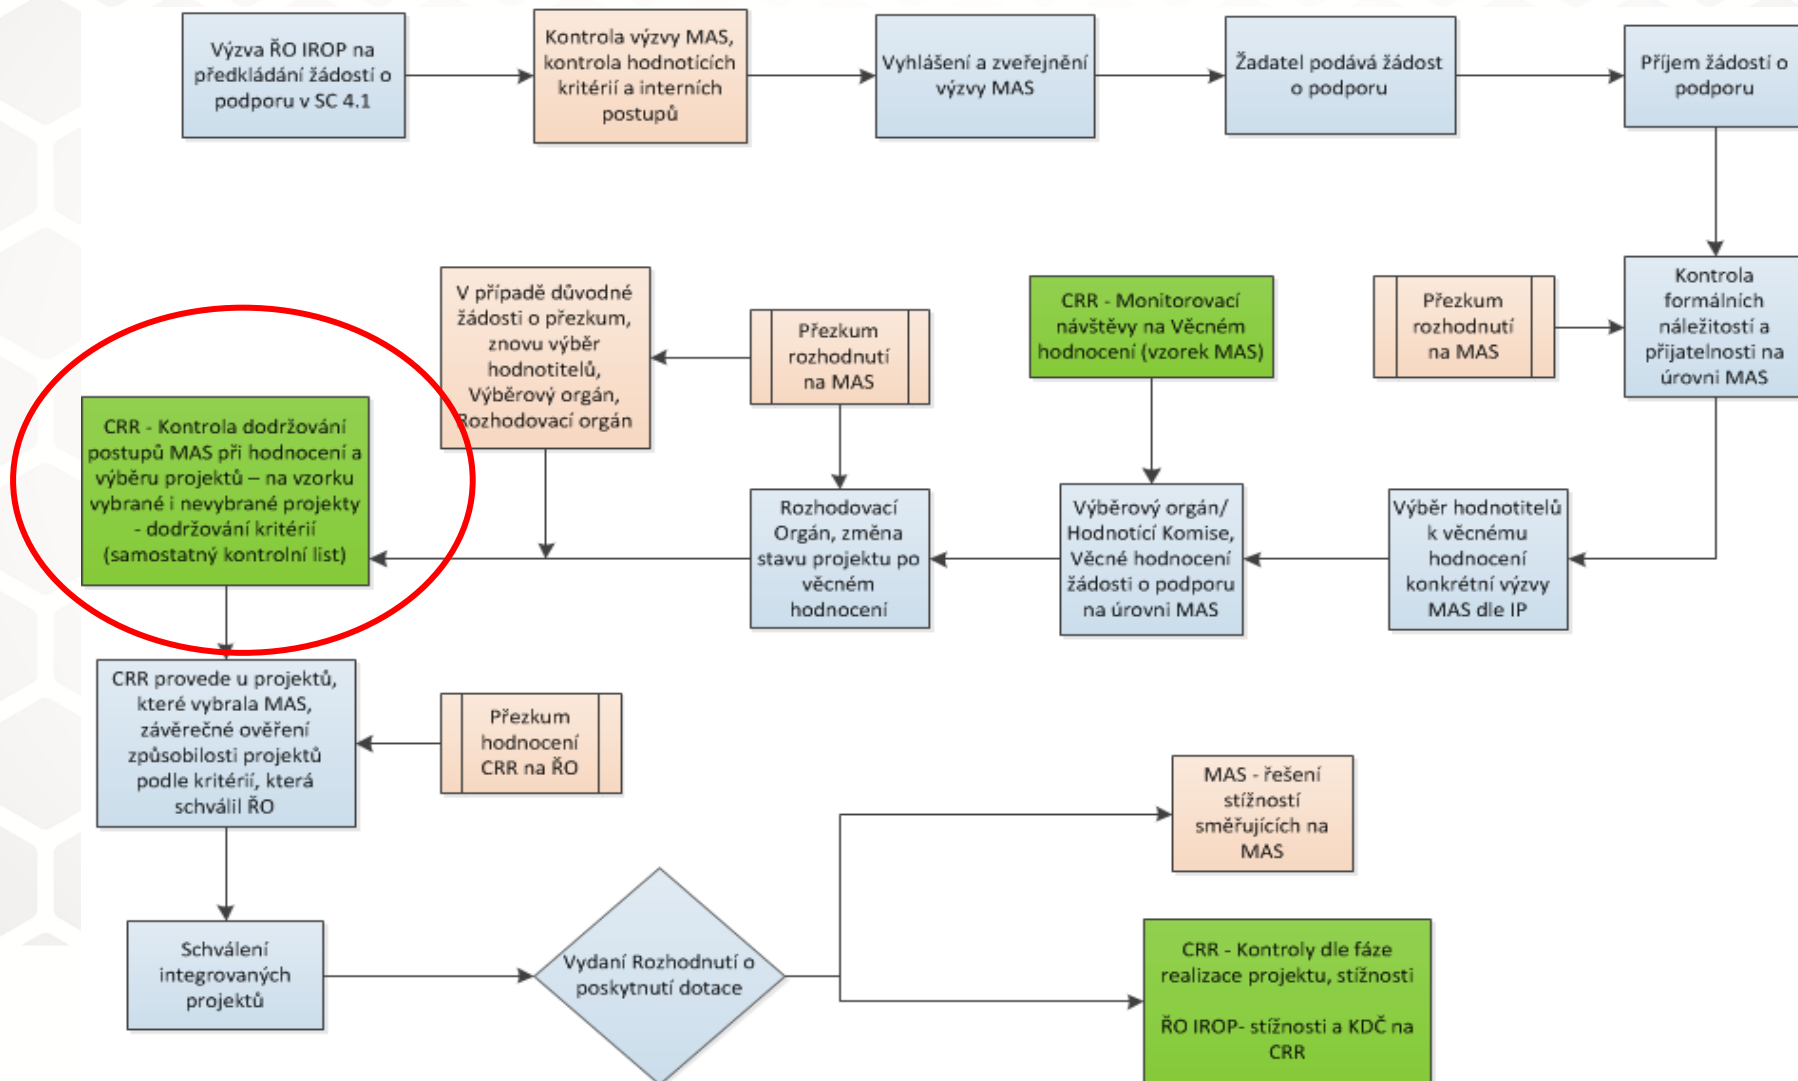 Výzva ŘO IROP na
předkládání žádostí o
podporu v SC 4.1
Kontrola výzvy MAS,
kontrola hodnotících
kritérií a interních
postupů
Vyhlášení a zveřejnění
výzvy MAS
Žadatel podává žádost
o podporu
Příjem žádostí o
podporu
V případě důvodné
žádosti o přezkum,
znovu výběr
hodnotitelů,
Výběrový orgán,
Rozhodovací orgán
Přezkum
rozhodnutí
na MAS
CRR - Monitorovací
návštěvy na Věcném
hodnocení (vzorek MAS)
Přezkum
rozhodnutí
na MAS
Kontrola
formálních
náležitostí a
přijatelnosti na
úrovni MAS
CRR - Kontrola dodržování
postupů MAS při hodnocení a
výběru projektů – na vzorku
vybrané i nevybrané projekty
- dodržování kritérií
(samostatný kontrolní list)
Rozhodovací
Orgán, změna
stavu projektu po
věcném
hodnocení
Výběrový orgán/
Hodnotící Komise,
Věcné hodnocení
žádosti o podporu
na úrovni MAS
Výběr hodnotitelů
k věcnému
hodnocení
konkrétní výzvy
MAS dle IP
CRR provede u projektů,
které vybrala MAS,
závěrečné ověření
způsobilosti projektů
podle kritérií, která
schválil ŘO
Přezkum
hodnocení
CRR na ŘO
MAS - řešení
stížností
směřujících na
MAS
Schválení
integrovaných
projektů
Vydaní Rozhodnutí o
poskytnutí dotace
CRR - Kontroly dle fáze
realizace projektu, stížnosti
ŘO IROP- stížnosti a KDČ na
CRR